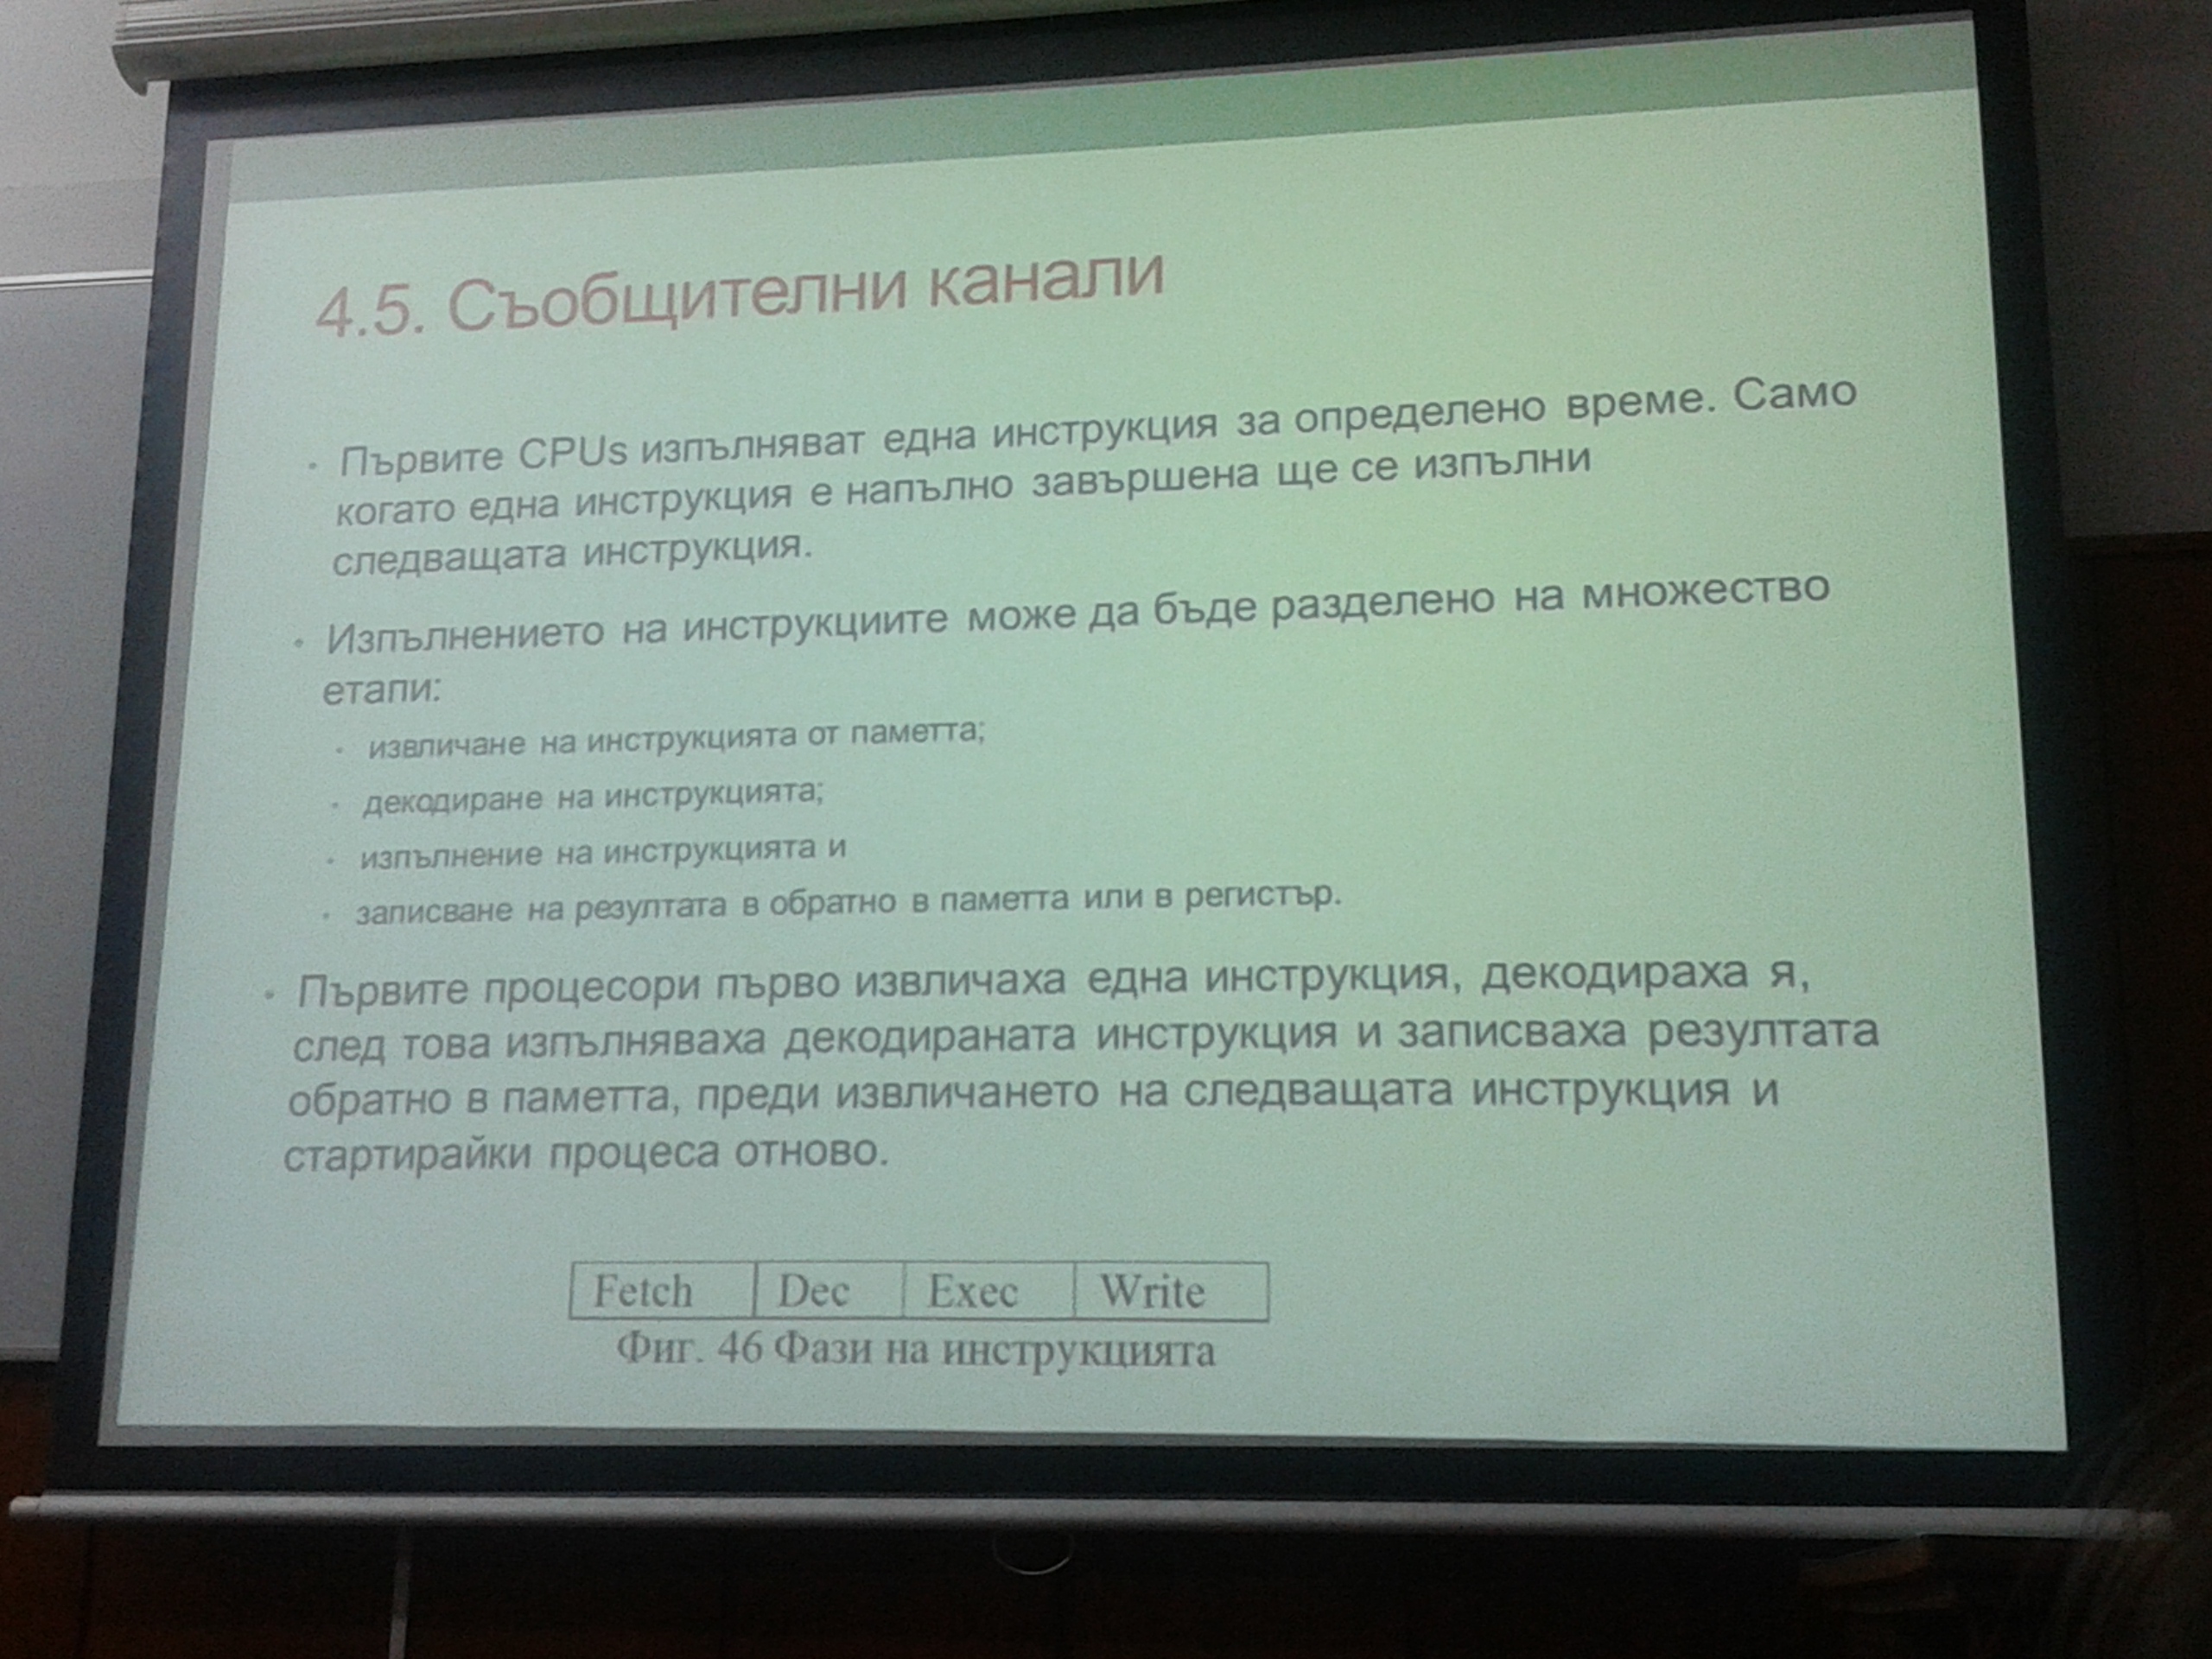 4.5. Съобщителни канали
• Първите CPUs изпълняват една инструкция за определено време. Само
когато една инструкция е напълно завършена ще се изпълни
следващата инструкция.
• Изпълнението на инструкциите може да бъде разделено на множество
етапи:
• извличане на инструкцията от паметта;
• декодиране на инструкцията;
• изпълнение на инструкцията и
• записване на резултата в обратно в паметта или в регистър.
• Първите процесори първо извличаха една инструкция, декодираха я,
след това изпълняваха декодираната инструкция и записваха резултата
обратно в паметта, преди извличането на следващата инструкция и
стартирайки процеса отново.
Fetch Dec Exec Write
Фиг. 46 Фази на инструкцията